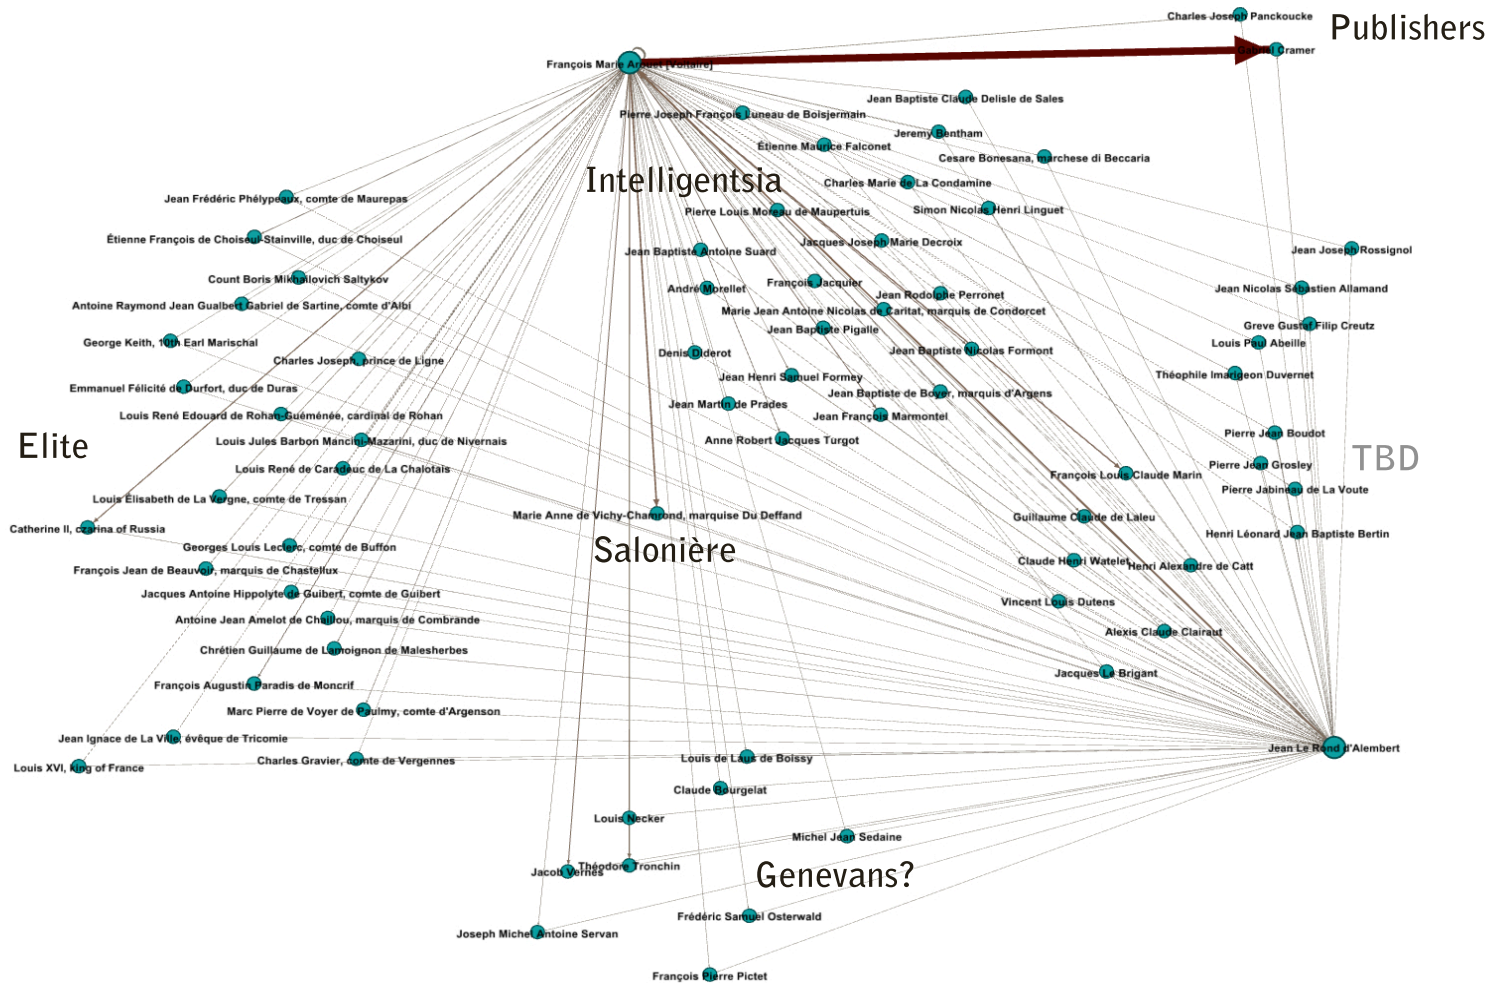 Charles Joseph Panckoucke
Publishers
Gabriel Cramer
François Marie Arouet [Voltaire]
Jean Baptiste Claude Delisle de Sales
Pierre Joseph François Luneau de Boisjermain
Jeremy Bentham
Étienne Maurice Falconet
Cesare Bonesana, marchese di Beccaria
Intelligentsia
Charles Marie de La Condamine
Jean Frédéric Phélypeaux, comte de Maurepas
Pierre Louis Moreau de Maupertuis
Simon Nicolas Henri Linguet
Étienne François de Choiseul-Stainville, duc de Choiseul
Jacques Joseph Marie Decroix
Jean Baptiste Antoine Suard
Jean Joseph Rossignol
Count Boris Mikhailovich Saltykov
François Jacquier
André Morellet
Jean Nicolas Sébastien Allamand
Jean Rodolphe Perronet
Antoine Raymond Jean Gualbert Gabriel de Sartine, comte d'Albi
Marie Jean Antoine Nicolas de Caritat, marquis de Condorcet
Greve Gustaf Filip Creutz
Jean Baptiste Pigalle
George Keith, 10th Earl Marischal
Louis Paul Abeille
Denis Diderot
Jean Baptiste Nicolas Formont
Charles Joseph, prince de Ligne
Théophile Imarigeon Duvernet
Jean Henri Samuel Formey
Emmanuel Félicité de Durfort, duc de Duras
Jean Baptiste de Boyer, marquis d'Argens
Jean Martin de Prades
Louis René Edouard de Rohan-Guéménée, cardinal de Rohan
Jean François Marmontel
Pierre Jean Boudot
Anne Robert Jacques Turgot
Louis Jules Barbon Mancini-Mazarini, duc de Nivernais
Elite
TBD
Pierre Jean Grosley
Louis René de Caradeuc de La Chalotais
François Louis Claude Marin
Pierre Jabineau de La Voute
Louis Élisabeth de La Vergne, comte de Tressan
Marie Anne de Vichy-Chamrond, marquise Du Deffand
Guillaume Claude de Laleu
Catherine II, czarina of Russia
Henri Léonard Jean Baptiste Bertin
Salonière
Georges Louis Leclerc, comte de Buffon
Claude Henri Watelet
Henri Alexandre de Catt
François Jean de Beauvoir, marquis de Chastellux
Jacques Antoine Hippolyte de Guibert, comte de Guibert
Vincent Louis Dutens
Antoine Jean Amelot de Chaillou, marquis de Combrande
Alexis Claude Clairaut
Chrétien Guillaume de Lamoignon de Malesherbes
Jacques Le Brigant
François Augustin Paradis de Moncrif
Marc Pierre de Voyer de Paulmy, comte d'Argenson
Jean Ignace de La Ville, évêque de Tricomie
Jean Le Rond d'Alembert
Louis de Laus de Boissy
Charles Gravier, comte de Vergennes
Louis XVI, king of France
Claude Bourgelat
Louis Necker
Michel Jean Sedaine
Théodore Tronchin
Jacob Vernes
Genevans?
Frédéric Samuel Osterwald
Joseph Michel Antoine Servan
François Pierre Pictet